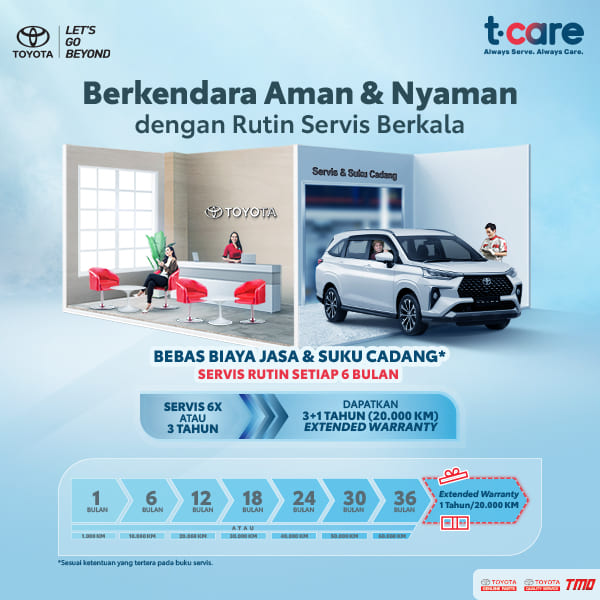 TOYOTA
LET'S
GO
BEYOND
t·care
Always Serve. Always Care.
Berkendara Aman & Nyaman
dengan Rutin Servis Berkala
TOYOTA
Servis & Suku Cadang
BEBAS BIAYA JASA & SUKU CADANG*
SERVIS RUTIN SETIAP 6 BULAN
SERVIS 6X
ATAU
3 TAHUN
DAPATKAN
3+1 TAHUN (20.000 KM)
EXTENDED WARRANTY
1 6 12 18 24 30 36
BULAN BULAN BULAN BULAN BULAN BULAN BULAN
ATAU
1.000 KM 10.000 KM 20.000 KM 30.000 KM 40.000 KM 50.000 KM 60.000 KM
Extended Warranty
1 Tahun/20.000 KM
*Sesuai ketentuan yang tertera pada buku servis.
TOYOTA
GENUINE PARTS
TOYOTA
QUALITY SERVICE
TMO